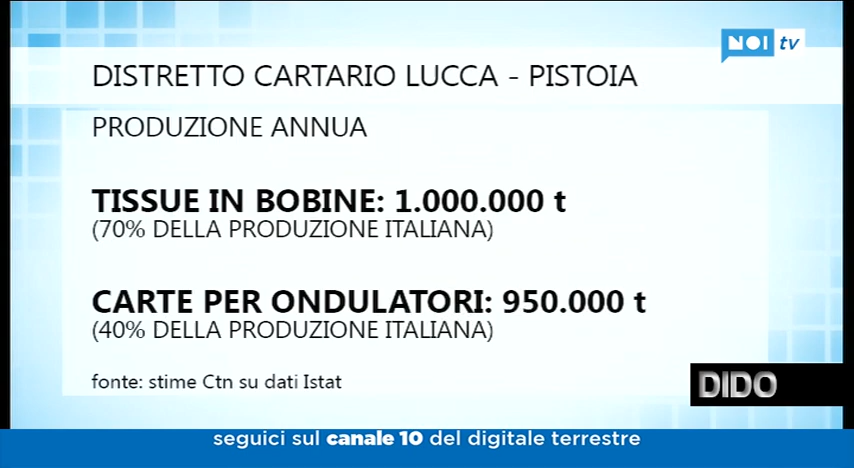 NOI tv
DISTRETTO CARTARIO LUCCA - PISTOIA
PRODUZIONE ANNUA
TISSUE IN BOBINE: 1.000.000 t
(70% DELLA PRODUZIONE ITALIANA)
CARTE PER ONDULATORI: 950.000 t
(40% DELLA PRODUZIONE ITALIANA)
fonte: stime Ctn su dati Istat
DIDO
seguici sul canale 10 del digitale terrestre